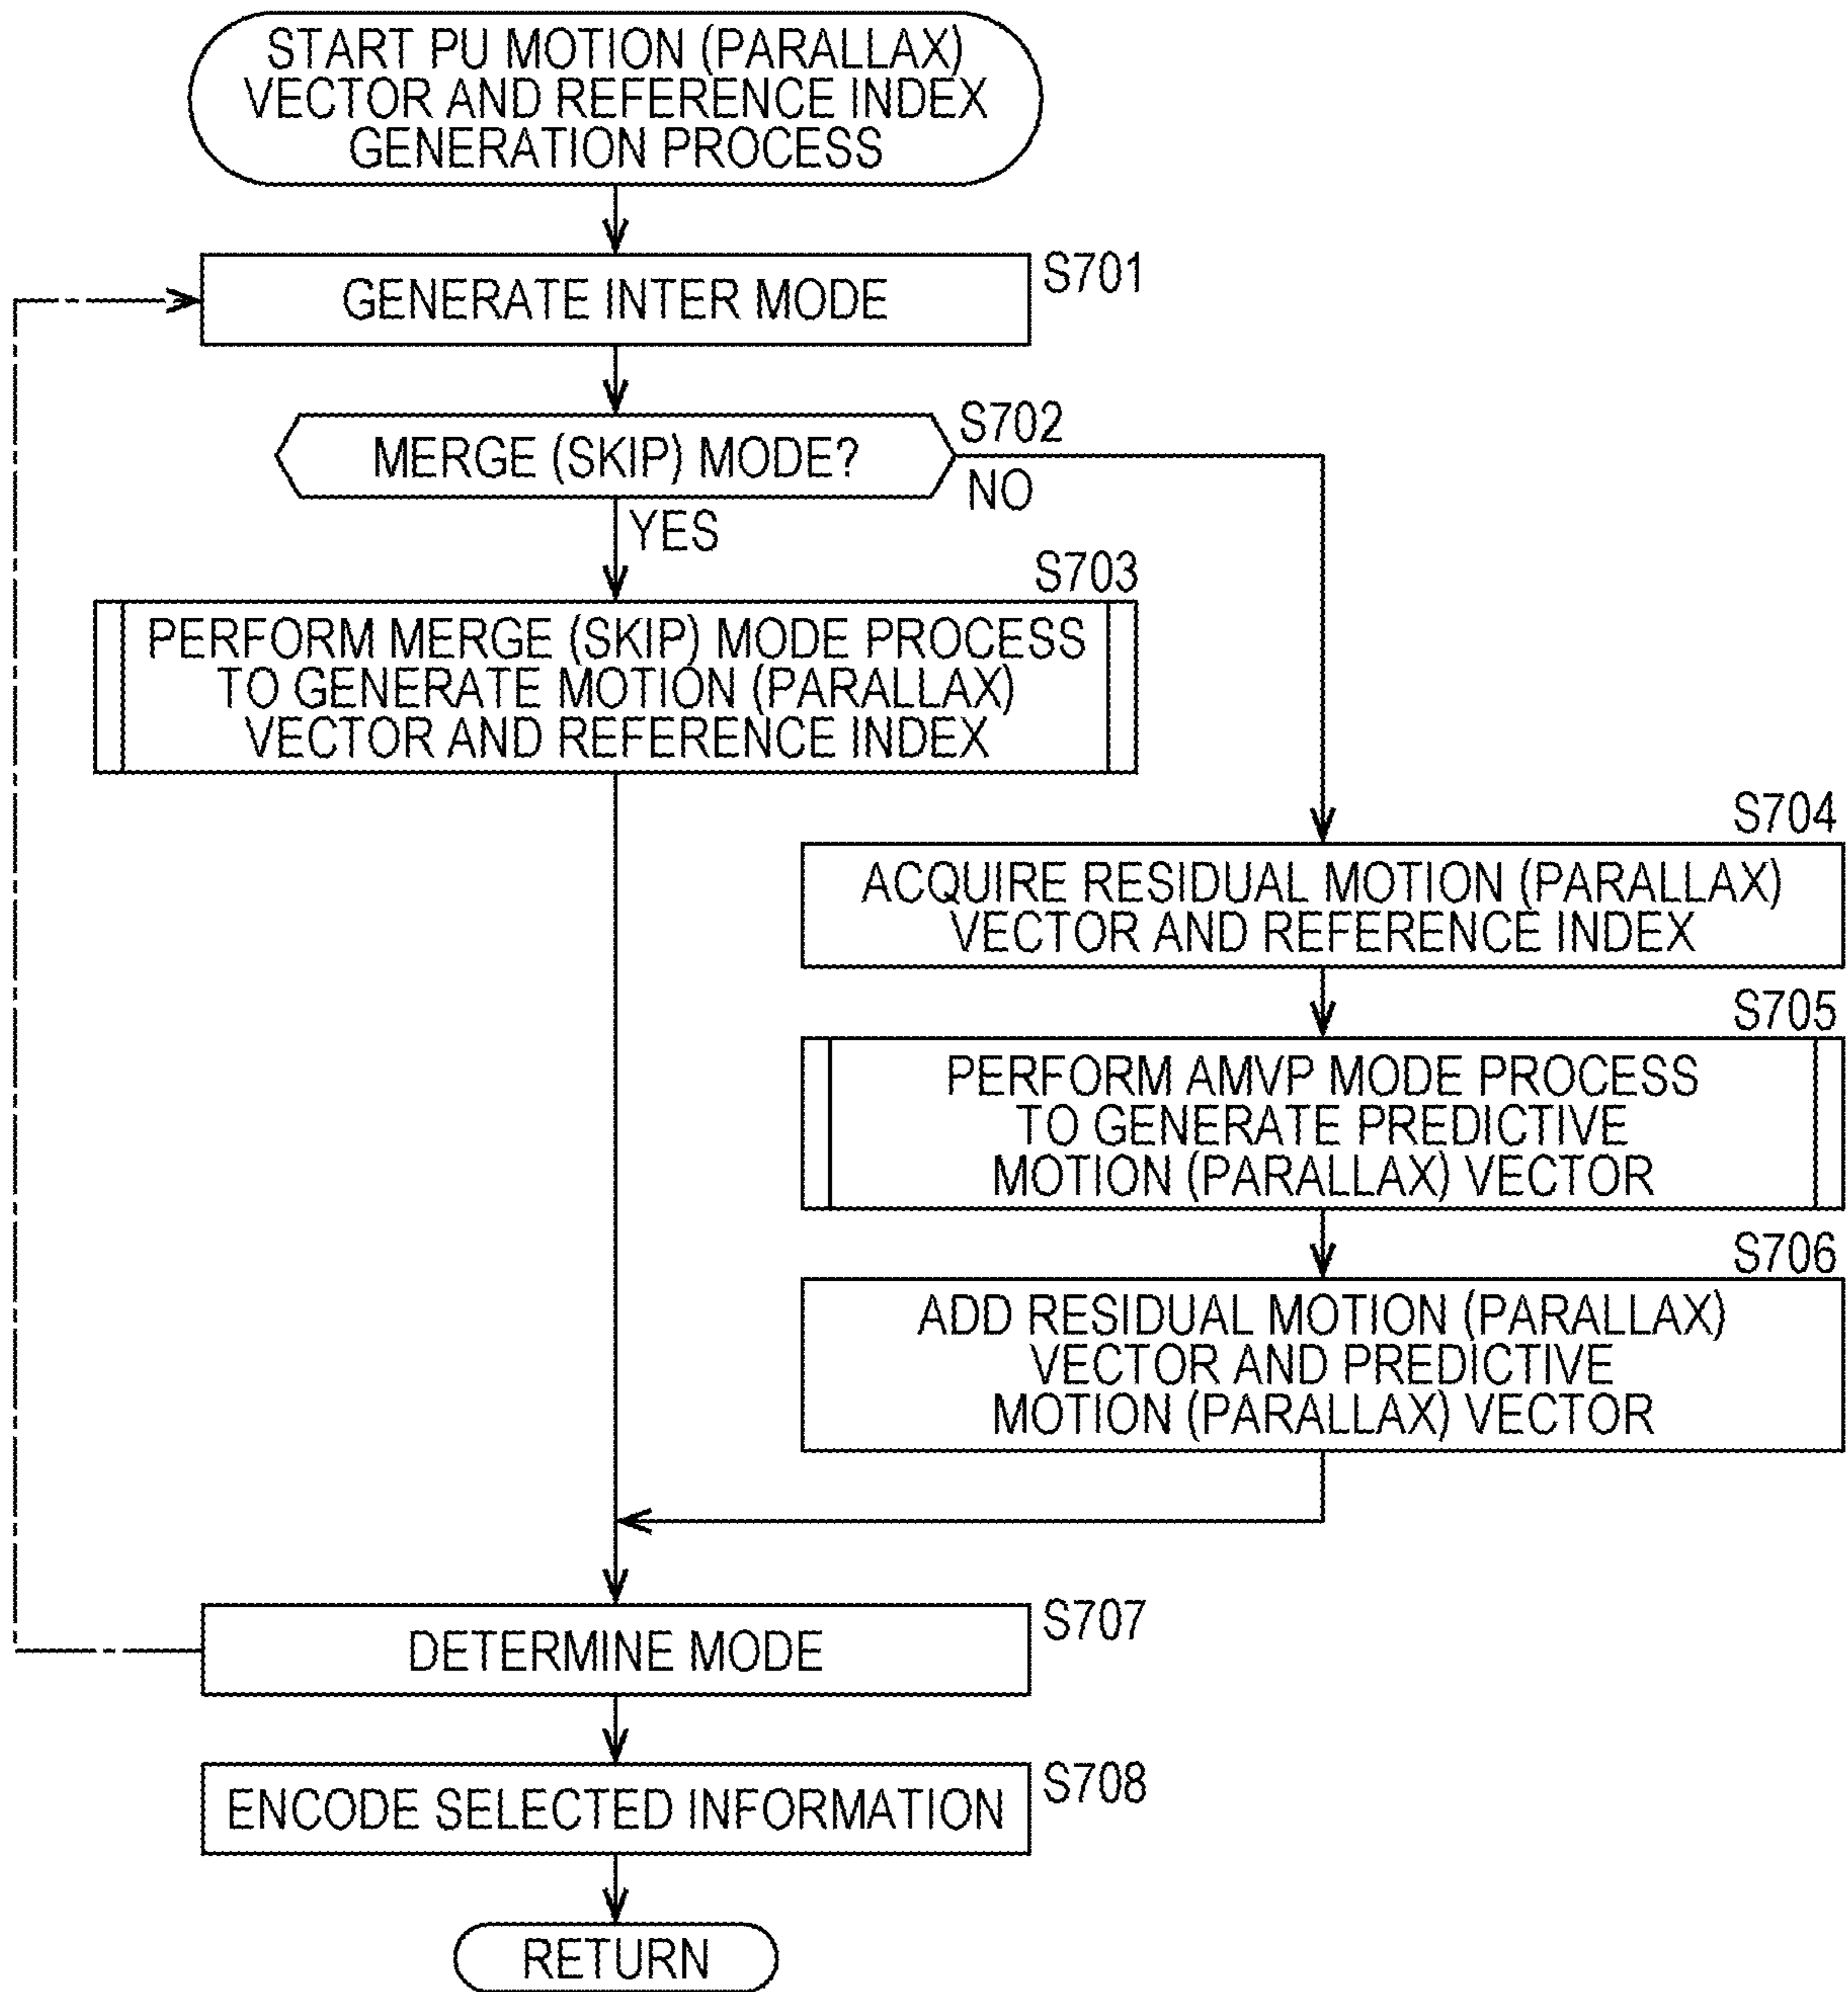 START PU MOTION (PARALLAX)
VECTOR AND REFERENCE INDEX
GENERATION PROCESS
S701
GENERATE INTER MODE
S702
MERGE (SKIP) MODE?
NO
YES
S703
PERFORM MERGE (SKIP) MODE PROCESS
TO GENERATE MOTION (PARALLAX)
VECTOR AND REFERENCE INDEX
S704
ACQUIRE RESIDUAL MOTION (PARALLAX)
VECTOR AND REFERENCE INDEX
S705
PERFORM AMVP MODE PROCESS
TO GENERATE PREDICTIVE
MOTION (PARALLAX) VECTOR
S706
ADD RESIDUAL MOTION (PARALLAX)
VECTOR AND PREDICTIVE
MOTION (PARALLAX) VECTOR
S707
DETERMINE MODE
S708
ENCODE SELECTED INFORMATION
RETURN